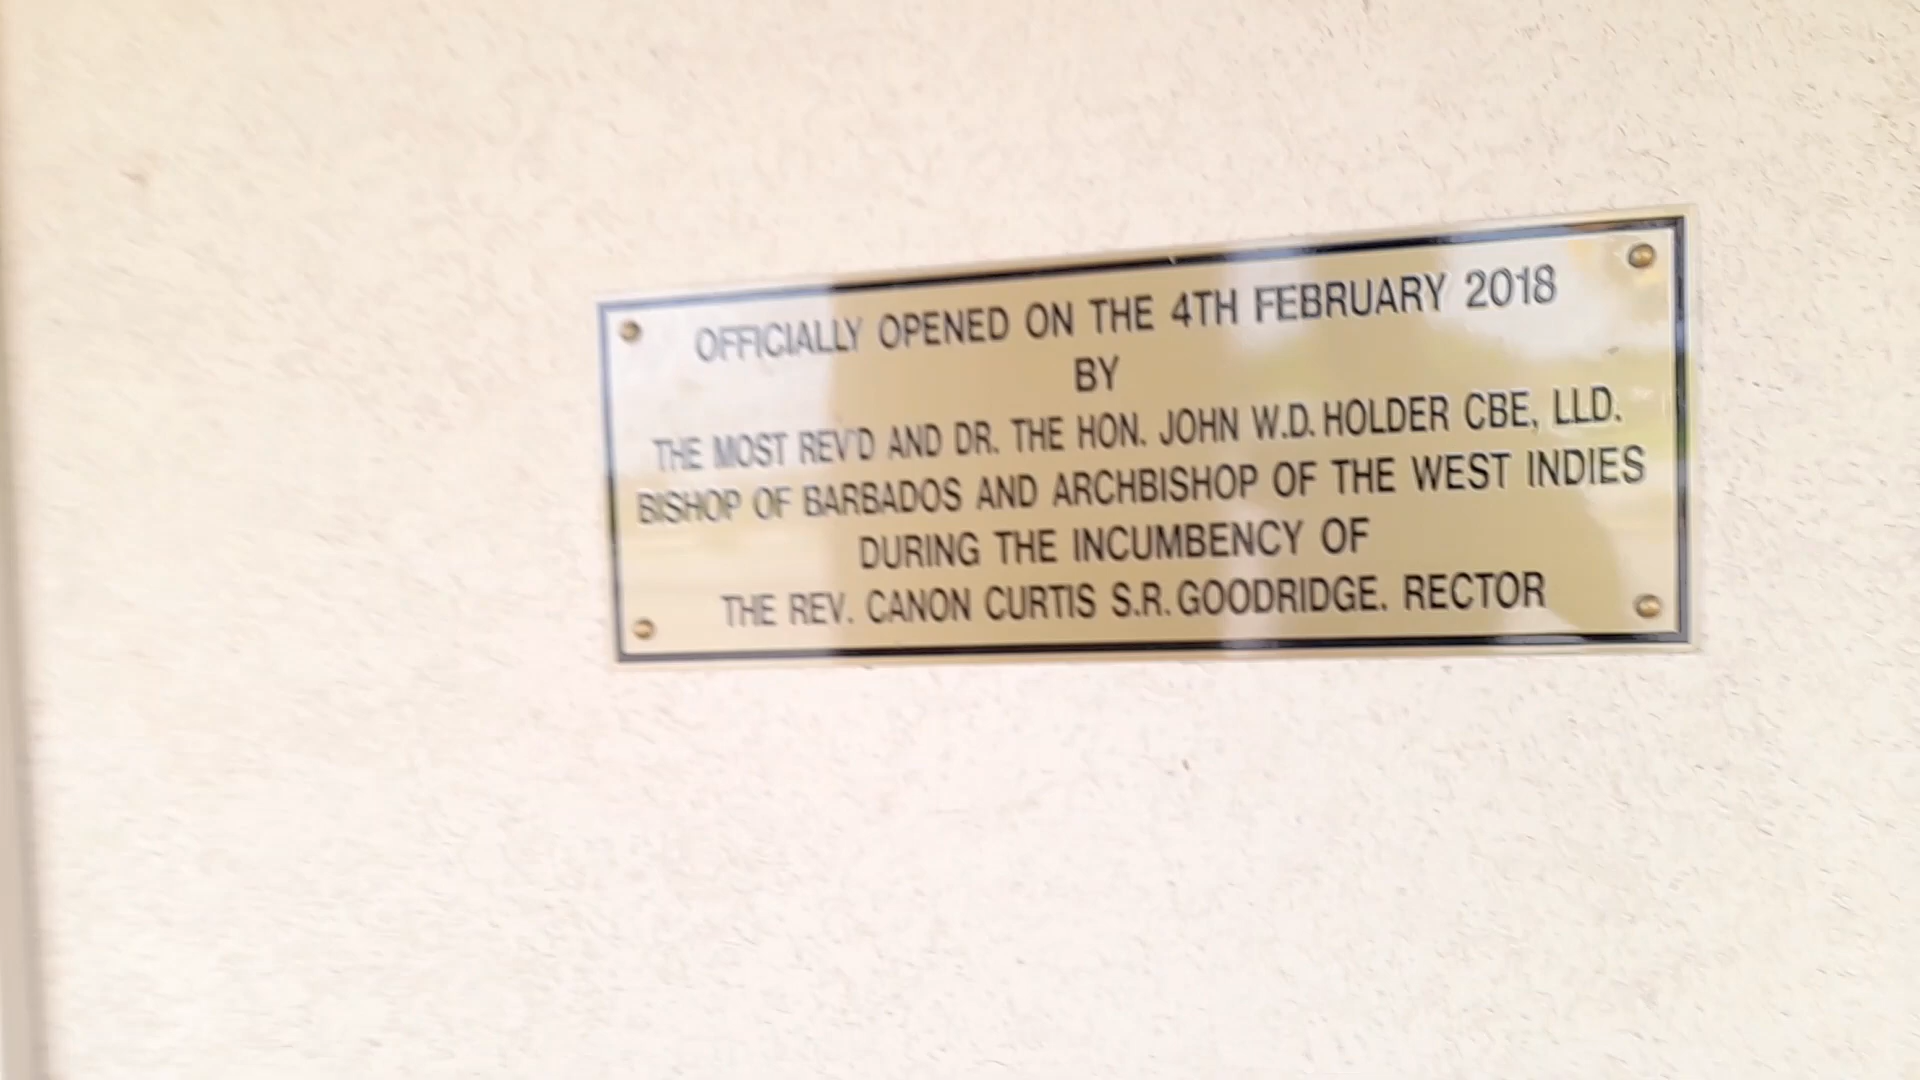 OFFICIALLY OPENED ON THE 4TH FEBRUARY 2018
BY
THE MOST REV'D AND DR. THE HON. JOHN W.D. HOLDER CBE, LLD.
BISHOP OF BARBADOS AND ARCHBISHOP OF THE WEST INDIES
DURING THE INCUMBENCY OF
THE REV. CANON CURTIS S.R. GOODRIDGE. RECTOR